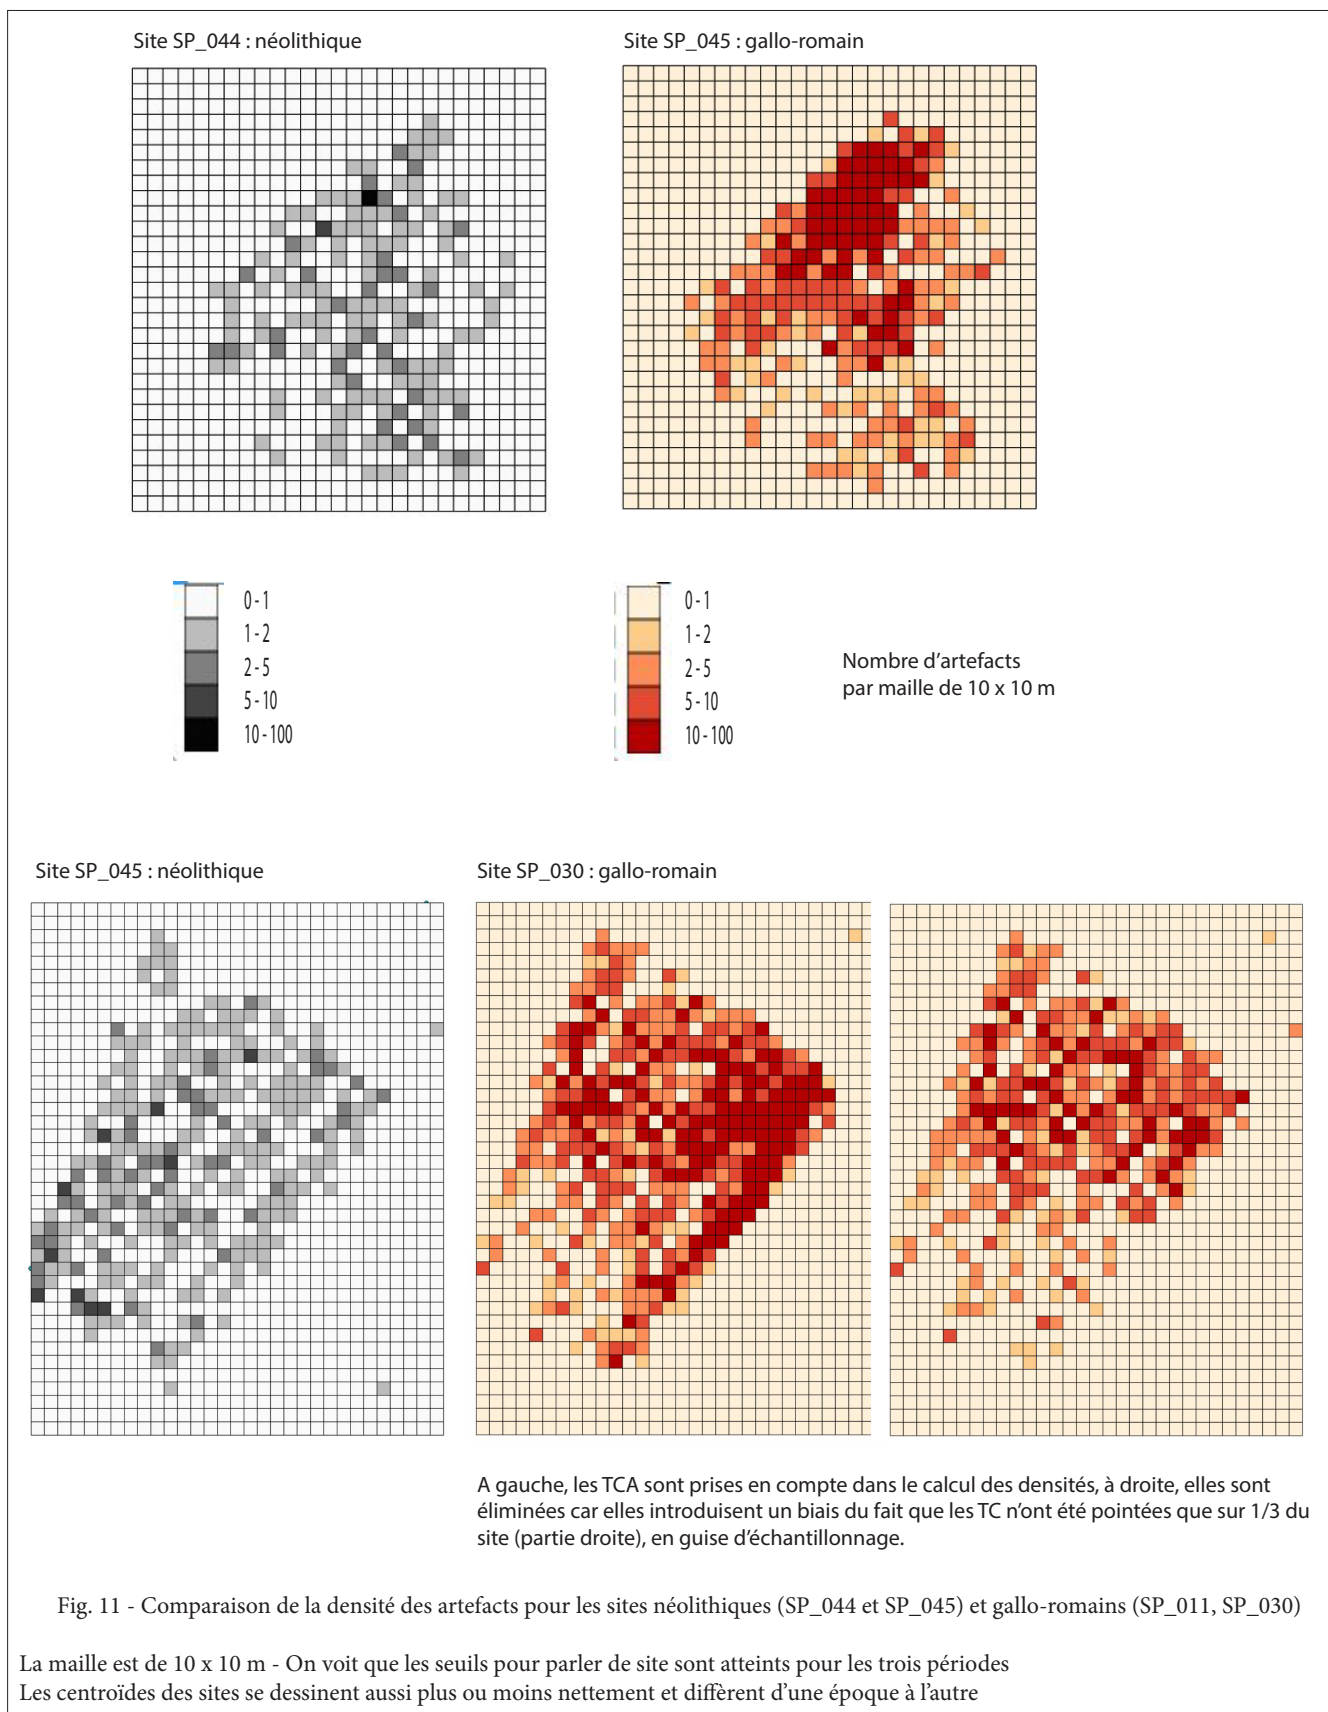 Site SP_044 : néolithique
Site SP_045 : gallo-romain
0 - 1
1 - 2
2 - 5
5 - 10
10 - 100
0 - 1
1 - 2
2 - 5
5 - 10
10 - 100
Nombre d’artefacts
par maille de 10 x 10 m
Site SP_045 : néolithique
Site SP_030 : gallo-romain
A gauche, les TCA sont prises en compte dans le calcul des densités, à droite, elles sont
éliminées car elles introduisent un biais du fait que les TC n’ont été pointées que sur 1/3 du
site (partie droite), en guise d’échantillonnage.
Fig. 11 - Comparaison de la densité des artefacts pour les sites néolithiques (SP_044 et SP_045) et gallo-romains (SP_011, SP_030)
La maille est de 10 x 10 m - On voit que les seuils pour parler de site sont atteints pour les trois périodes
Les centroïdes des sites se dessinent aussi plus ou moins nettement et diffèrent d’une époque à l’autre